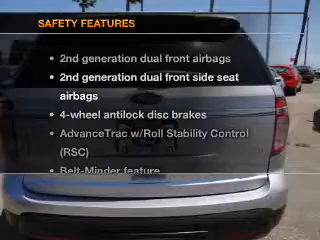 SAFETY FEATURES
• 2nd generation dual front airbags
• 2nd generation dual front side seat
airbags
• 4-wheel antilock disc brakes
• AdvanceTrac w/Roll Stability Control
(RSC)
• Belt-Minder feature